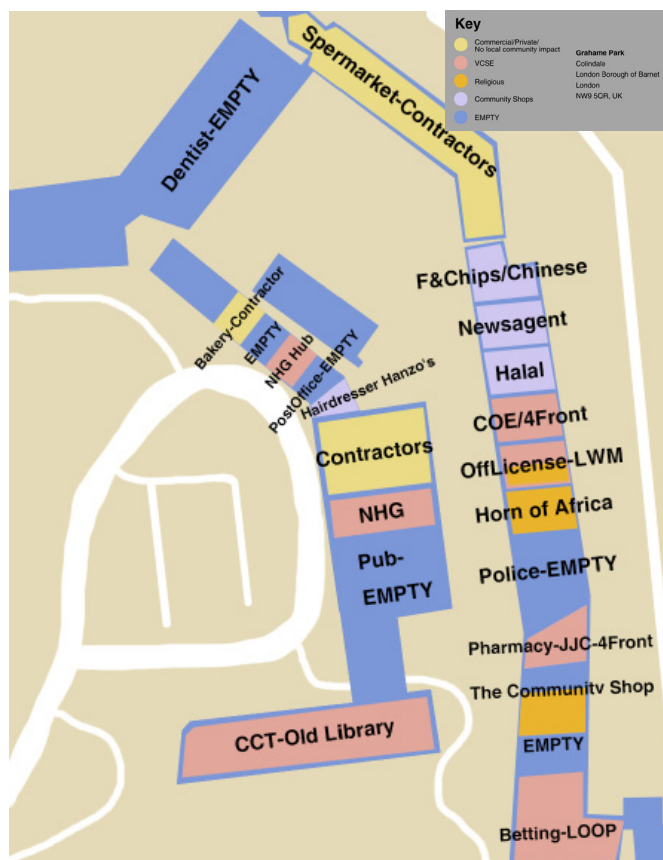 Key
Commercial/Private/
No local community impact
VCSE
Religious
Community Shops
EMPTY
Grahame Park
Colindale
London Borough of Barnet
London
NW9 5QR, UK
Spermarket-Contractors
Dentist-EMPTY
F&Chips/Chinese
Newsagent
Halal
COE/4Front
OffLicense-LWM
Horn of Africa
Police-EMPTY
Pharmacy-JJC-4Front
The Community Shop
EMPTY
Betting-LOOP
Bakery-Contractor
EMPTY
NHG Hub
PostOffice-EMPTY
Hairdresser Hanzo's
Contractors
NHG
Pub-
EMPTY
CCT-Old Library